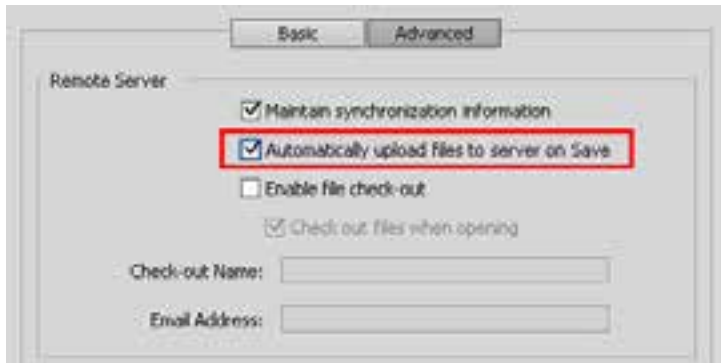 Basic Advanced
Remote Server
Maintain synchronization information
Automatically upload files to server on Save
Enable file check-out
Check out files when opening
Check-out Name:
Email Address: